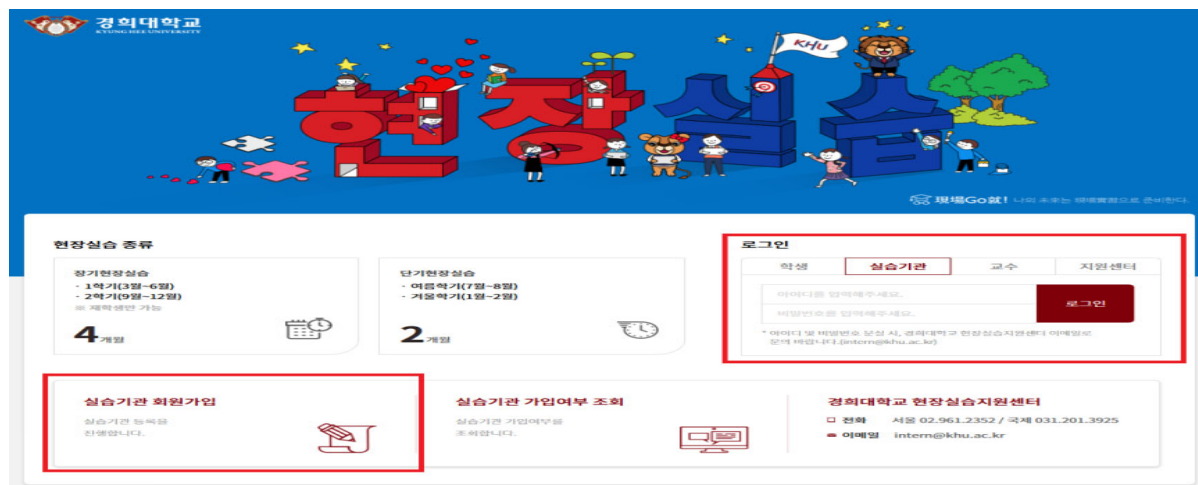 경희대학교
KYUNG HEE UNIVERSITY
KHU
현장실습
現場Go就! 나의 未來는 現場實習으로 준비한다.
현장실습 종류
장기현장실습
- 1학기(3월~6월)
- 2학기(9월~12월)
※ 재학생만 가능
4개월
단기현장실습
- 여름학기(7월~8월)
- 겨울학기(1월~2월)
2개월
로그인
학생
실습기관
교수
지원센터
아이디를 입력해주세요.
비밀번호를 입력해주세요.
로그인
* 아이디 및 비밀번호 분실 시, 경희대학교 현장실습지원센터 이메일로
문의 바랍니다.(intern@khu.ac.kr)
실습기관 회원가입
실습기관 등록을
진행합니다.
실습기관 가입여부 조회
실습기관 가입여부를
조회합니다.
경희대학교 현장실습지원센터
전화 서울 02.961.2352 / 국제 031.201.3925
이메일 intern@khu.ac.kr